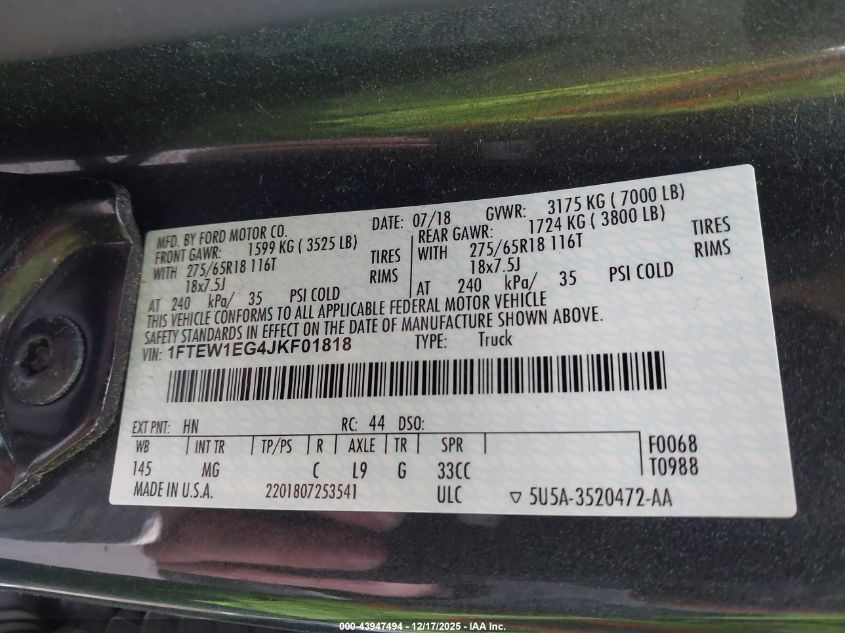 MFD. BY FORD MOTOR CO. DATE: 07/18 GVWR: 3175 KG ( 7000 LB)
FRONT GAWR: 1599 KG ( 3525 LB) REAR GAWR: 1724 KG ( 3800 LB)
WITH 275/65R18 116T TIRES WITH 275/65R18 116T TIRES
18x7.5J RIMS 18x7.5J RIMS
AT 240 kPa/ 35 PSI COLD AT 240 kPa/ 35 PSI COLD
THIS VEHICLE CONFORMS TO ALL APPLICABLE FEDERAL MOTOR VEHICLE
SAFETY STANDARDS IN EFFECT ON THE DATE OF MANUFACTURE SHOWN ABOVE.
VIN: 1FTEW1EG4JKF01818 TYPE: Truck
EXT PNT: HN RC: 44 DSO:
WB INT TR TP/PS R AXLE TR SPR F0068
145 MG C L9 G 33CC T0988
MADE IN U.S.A. 2201807253541 ULC ▽ 5U5A-3520472-AA
000-43947494 - 12/17/2025 - IAA Inc.